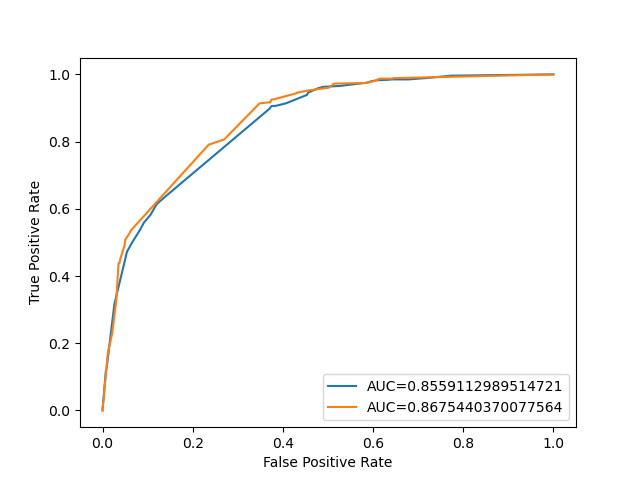 1.0
0.8
0.6
0.4
0.2
0.0
True Positive Rate
0.0 0.2 0.4 0.6 0.8 1.0
False Positive Rate
AUC=0.8559112989514721
AUC=0.8675440370077564